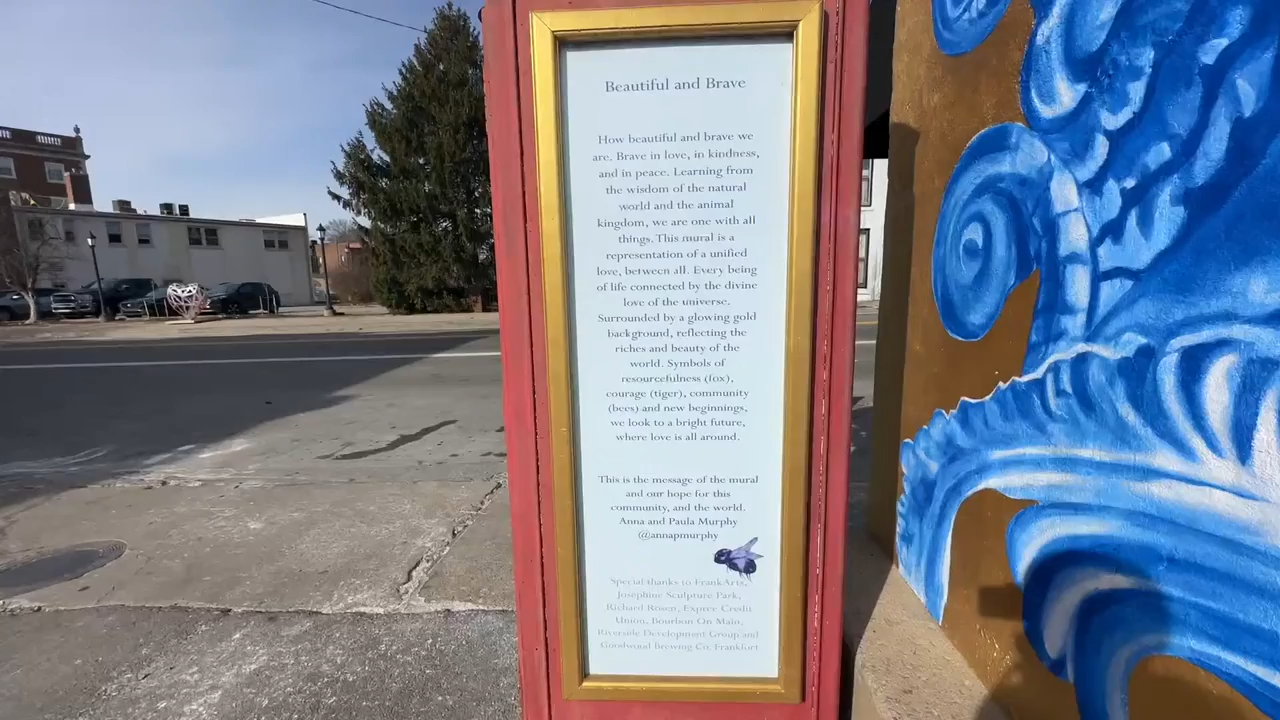 Beautiful and Brave
How beautiful and brave we
are. Brave in love, in kindness,
and in peace. Learning from
the wisdom of the natural
world and the animal
kingdom, we are one with all
things. This mural is a
representation of a unified
love, between all. Every being
of life connected by the divine
love of the universe.
Surrounded by a glowing gold
background, reflecting the
riches and beauty of the
world. Symbols of
resourcefulness (fox),
courage (tiger), community
(bees) and new beginnings,
we look to a bright future,
where love is all around.
This is the message of the mural
and our hope for this
community, and the world.
Anna and Paula Murphy
@annapmurphy
Special thanks to FrankArts,
Josephine Sculpture Park,
Richard Rosen, Expree Credit
Union, Bourbon On Main,
Riverside Development Group and
Goodwood Brewing Co. Frankfort